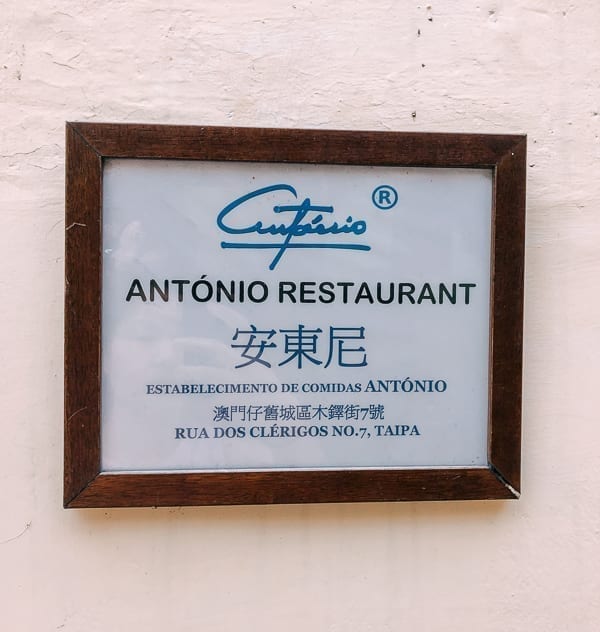 António ®
ANTÓNIO RESTAURANT
安東尼
ESTABELECIMENTO DE COMIDAS ANTÓNIO
澳門仔舊城區木鐸街7號
RUA DOS CLÉRIGOS NO.7, TAIPA